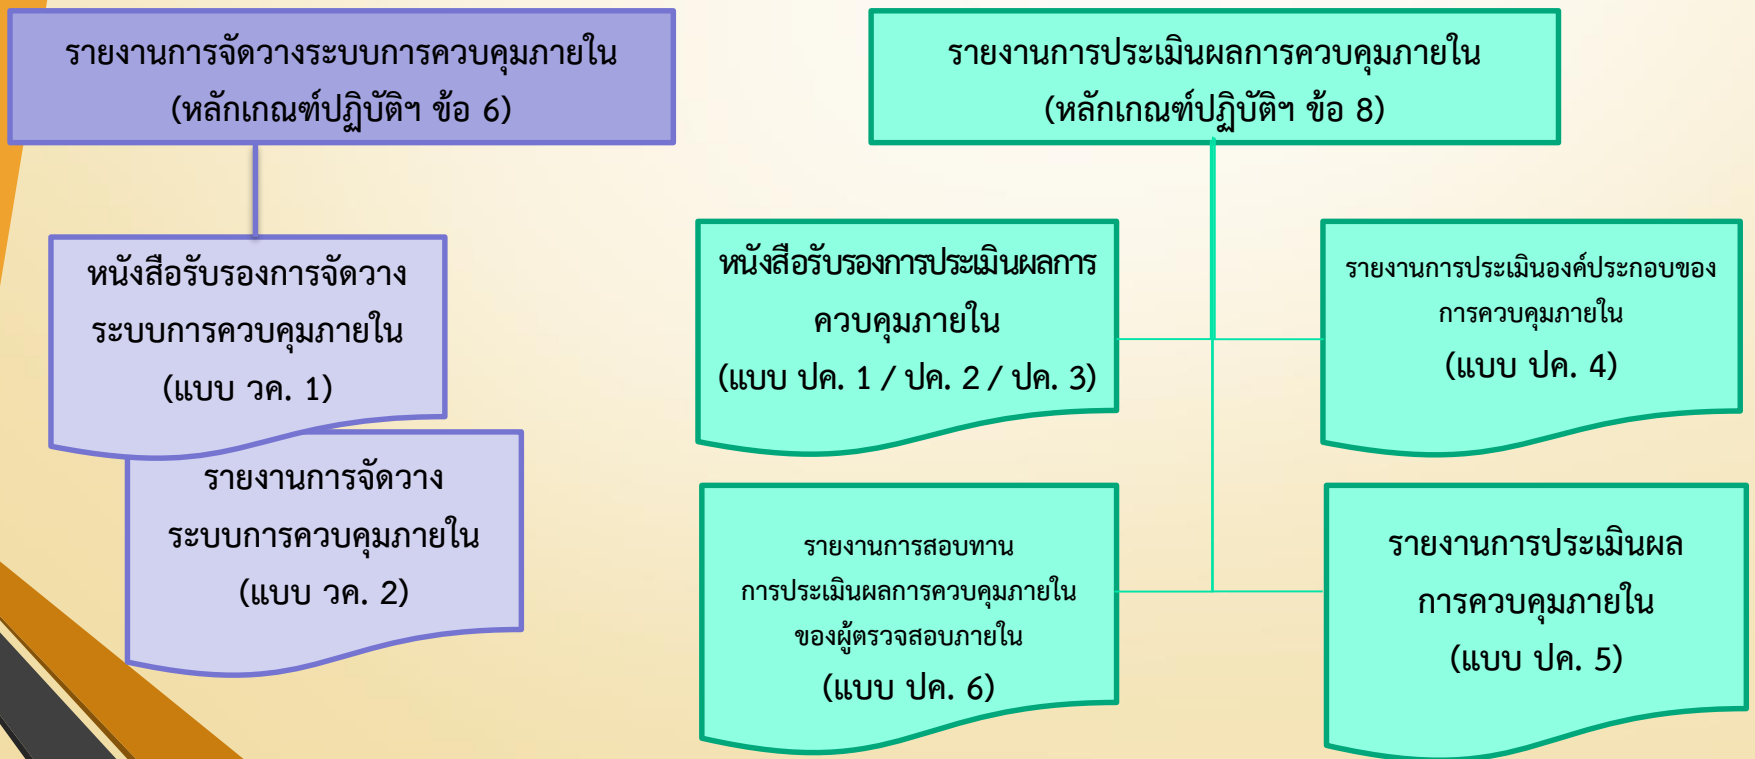 รายงานการจัดวางระบบการควบคุมภายใน
(หลักเกณฑ์ปฏิบัติฯ ข้อ 6)
หนังสือรับรองการจัดวาง
ระบบการควบคุมภายใน
(แบบ วค. 1)
รายงานการจัดวาง
ระบบการควบคุมภายใน
(แบบ วค. 2)
รายงานการประเมินผลการควบคุมภายใน
(หลักเกณฑ์ปฏิบัติฯ ข้อ 8)
หนังสือรับรองการประเมินผลการ
ควบคุมภายใน
(แบบ ปค. 1 / ปค. 2 / ปค. 3)
รายงานการประเมินองค์ประกอบของ
การควบคุมภายใน
(แบบ ปค. 4)
รายงานการสอบทาน
การประเมินผลการควบคุมภายใน
ของผู้ตรวจสอบภายใน
(แบบ ปค. 6)
รายงานการประเมินผล
การควบคุมภายใน
(แบบ ปค. 5)